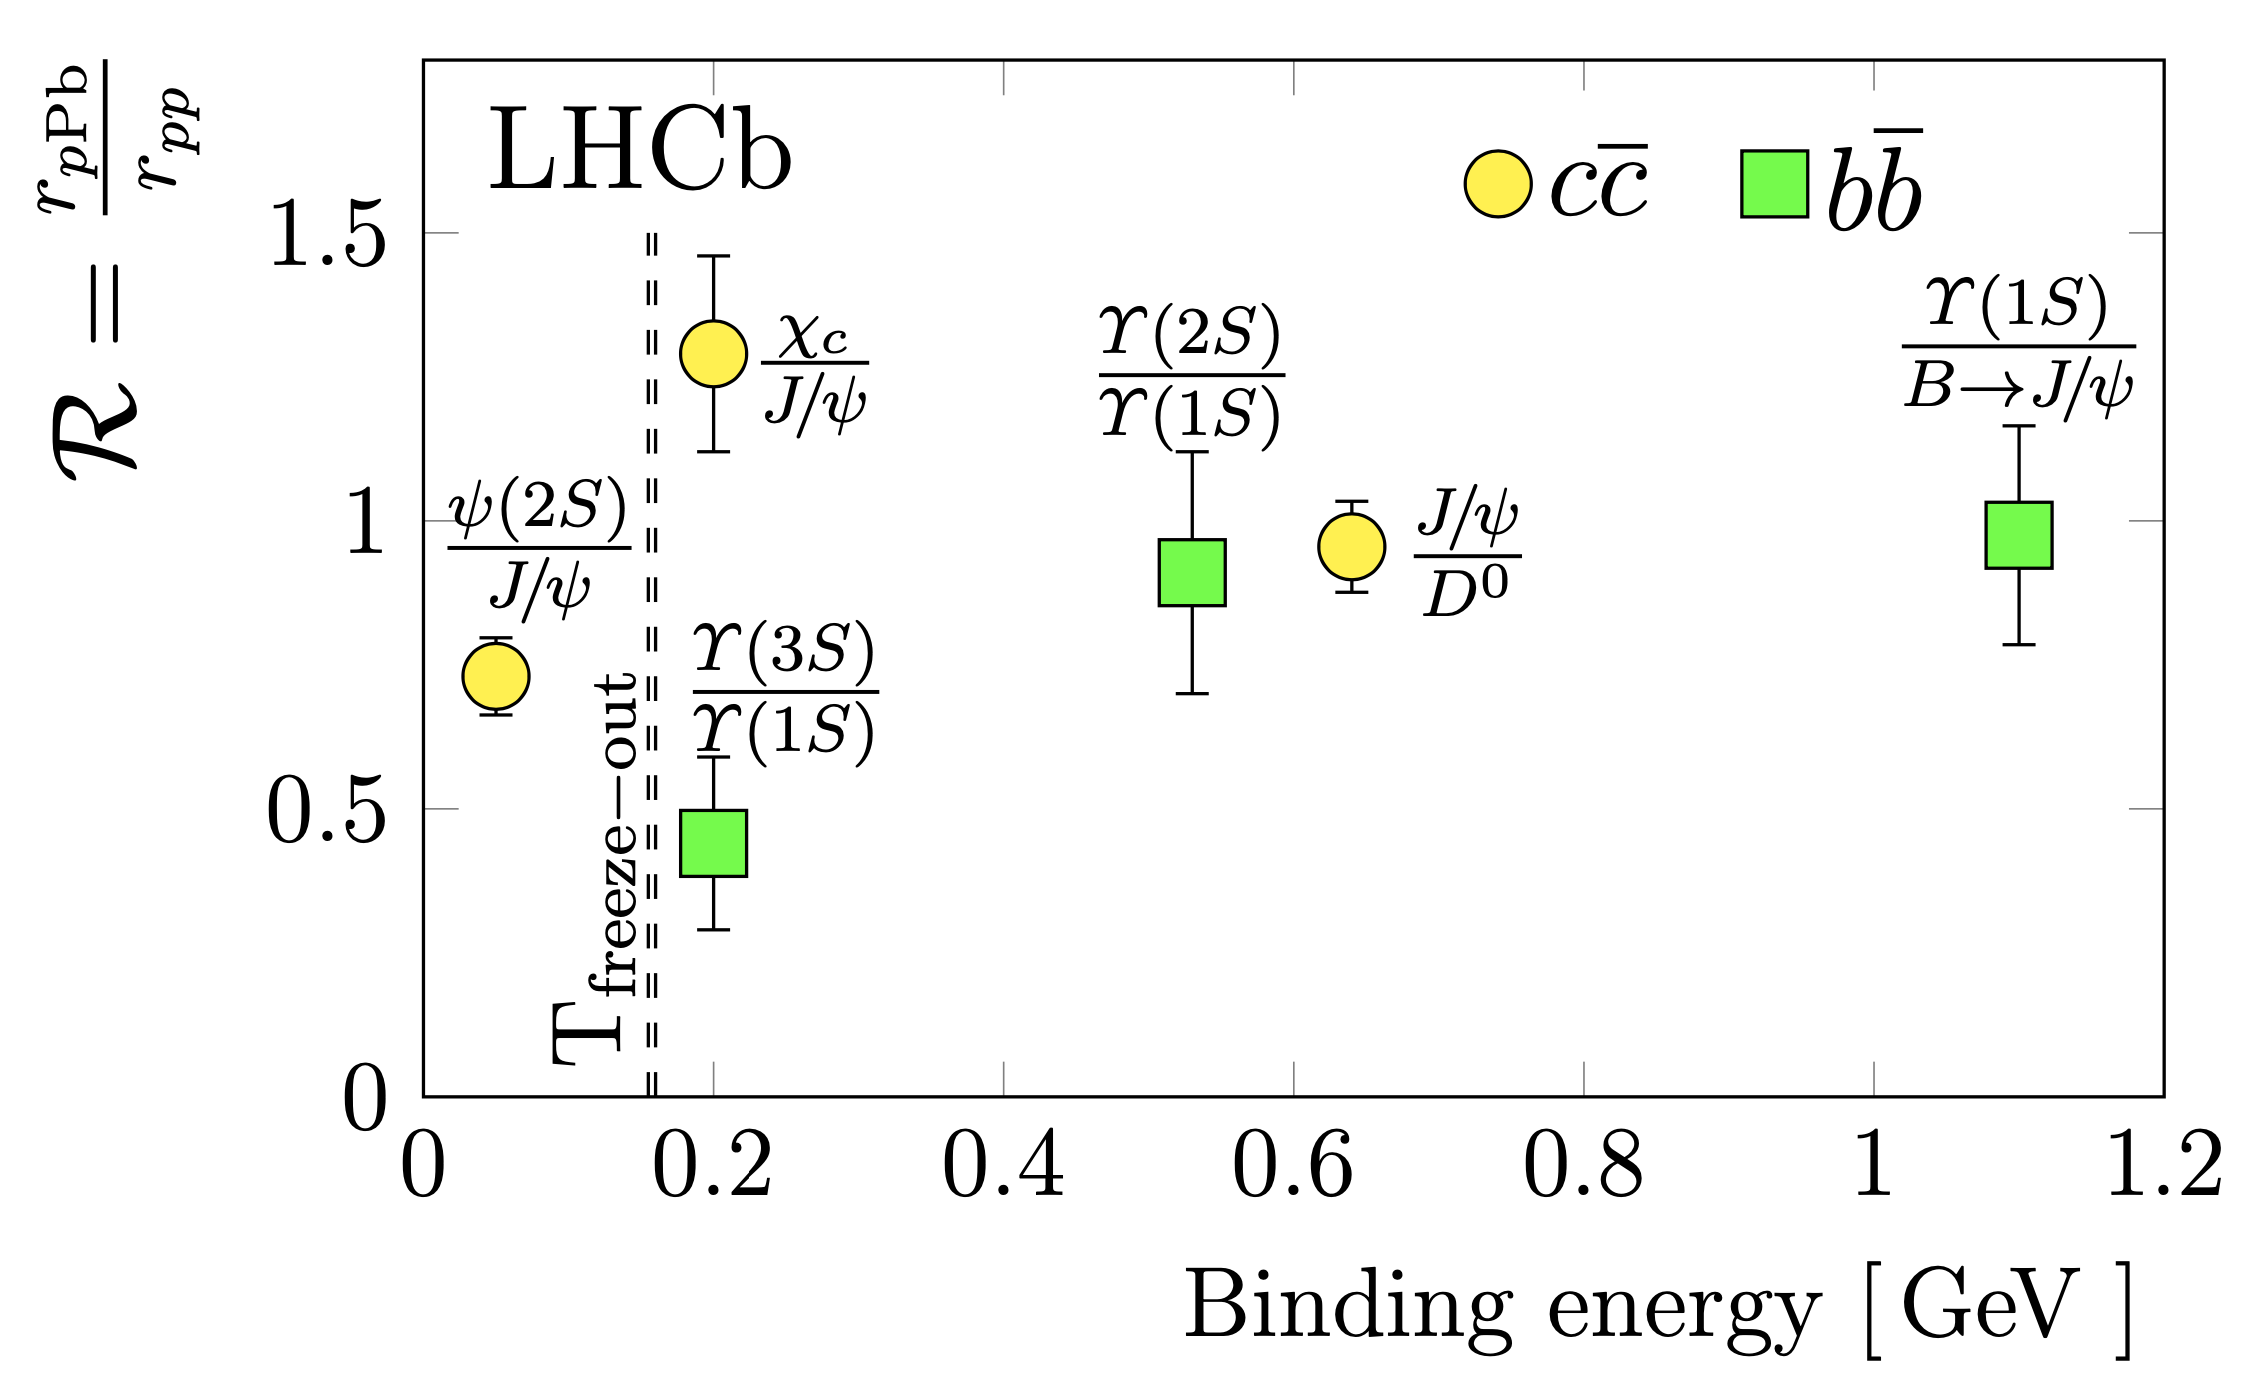 LHCb
cc̅ bb̅
ℛ = r_pPb / r_pp
1.5
1
0.5
0
χ_c / J/ψ
ϒ(2S) / ϒ(1S)
ϒ(1S) / B→J/ψ
ψ(2S) / J/ψ
J/ψ / D⁰
ϒ(3S) / ϒ(1S)
T_freeze−out
0 0.2 0.4 0.6 0.8 1 1.2
Binding energy [ GeV ]